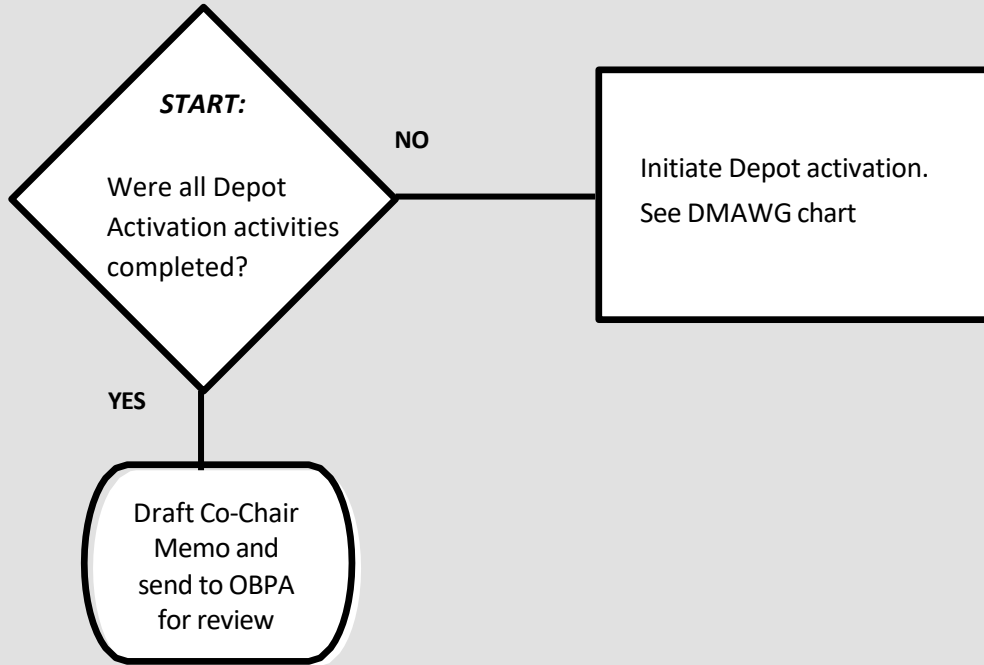 START:
Were all Depot
Activation activities
completed?
NO
Initiate Depot activation.
See DMAWG chart
YES
Draft Co-Chair
Memo and
send to OBPA
for review